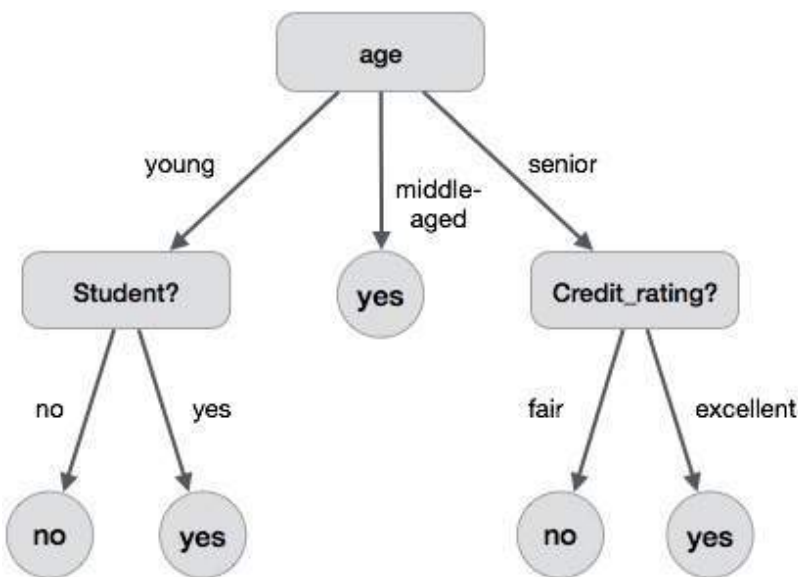 age
young
middle-
aged
senior
Student?
yes
Credit_rating?
no
yes
fair
excellent
no
yes
no
yes